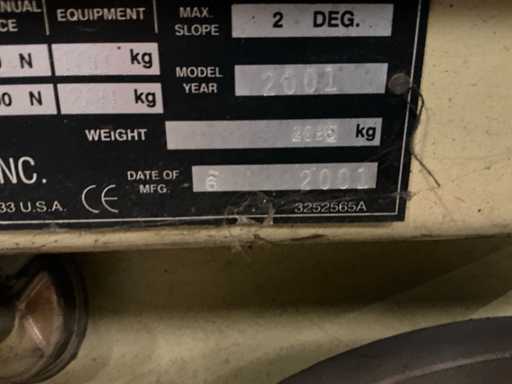 NUAL EQUIPMENT MAX.
CE SLOPE 2 DEG.
0 N kg MODEL
YEAR 2001
00 N kg
WEIGHT kg
NC. DATE OF
MFG. 6 2001
33 U.S.A. CE 3252565A